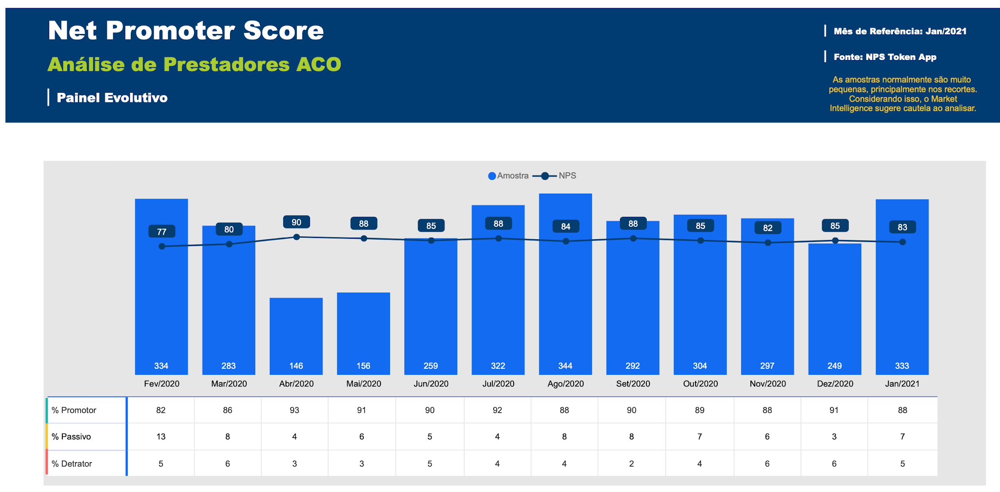 Net Promoter Score
Análise de Prestadores ACO
Painel Evolutivo
Mês de Referência: Jan/2021
Fonte: NPS Token App
As amostras normalmente são muito
pequenas, principalmente nos recortes.
Considerando isso, o Market
Intelligence sugere cautela ao analisar.
Amostra NPS
77 80 90 88 85 88 84 88 85 82 85 83
334 283 146 156 259 322 344 292 304 297 249 333
Fev/2020 Mar/2020 Abr/2020 Mai/2020 Jun/2020 Jul/2020 Ago/2020 Set/2020 Out/2020 Nov/2020 Dez/2020 Jan/2021
% Promotor 82 86 93 91 90 92 88 90 89 88 91 88
% Passivo 13 8 4 6 5 4 8 8 7 6 3 7
% Detrator 5 6 3 3 5 4 4 2 4 6 6 5